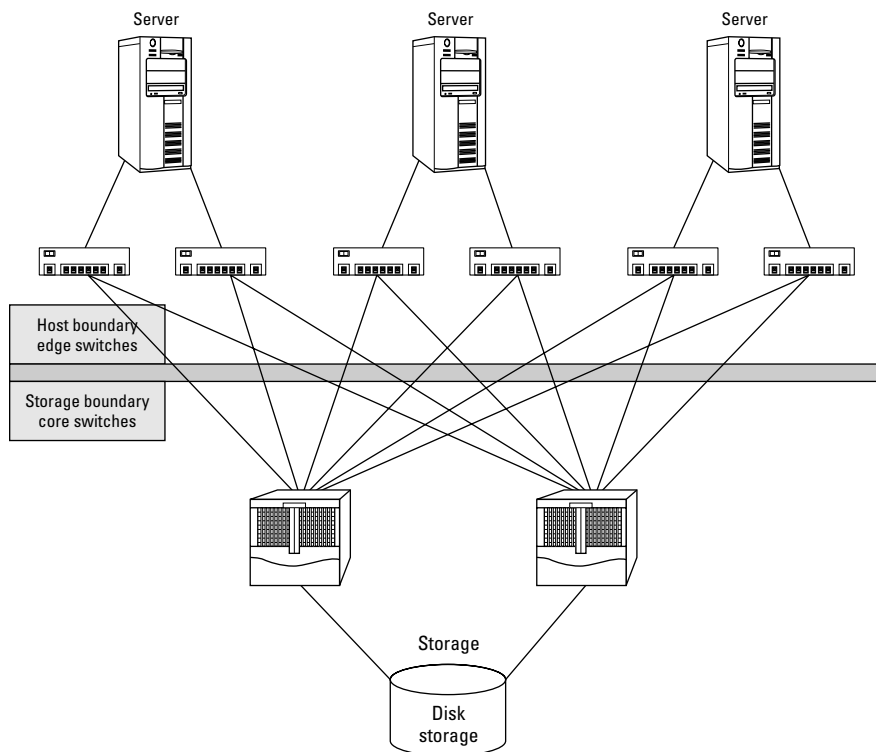 Server
Server
Server
Host boundary
edge switches
Storage boundary
core switches
Storage
Disk
storage